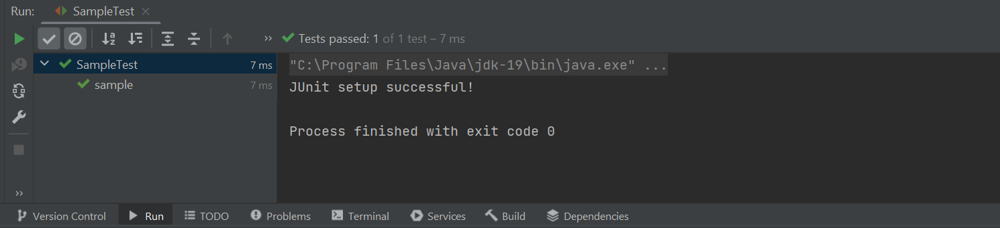 Run: SampleTest
Tests passed: 1 of 1 test – 7 ms
SampleTest 7 ms
sample 7 ms
"C:\Program Files\Java\jdk-19\bin\java.exe" ...
JUnit setup successful!
Process finished with exit code 0
Version Control Run TODO Problems Terminal Services Build Dependencies